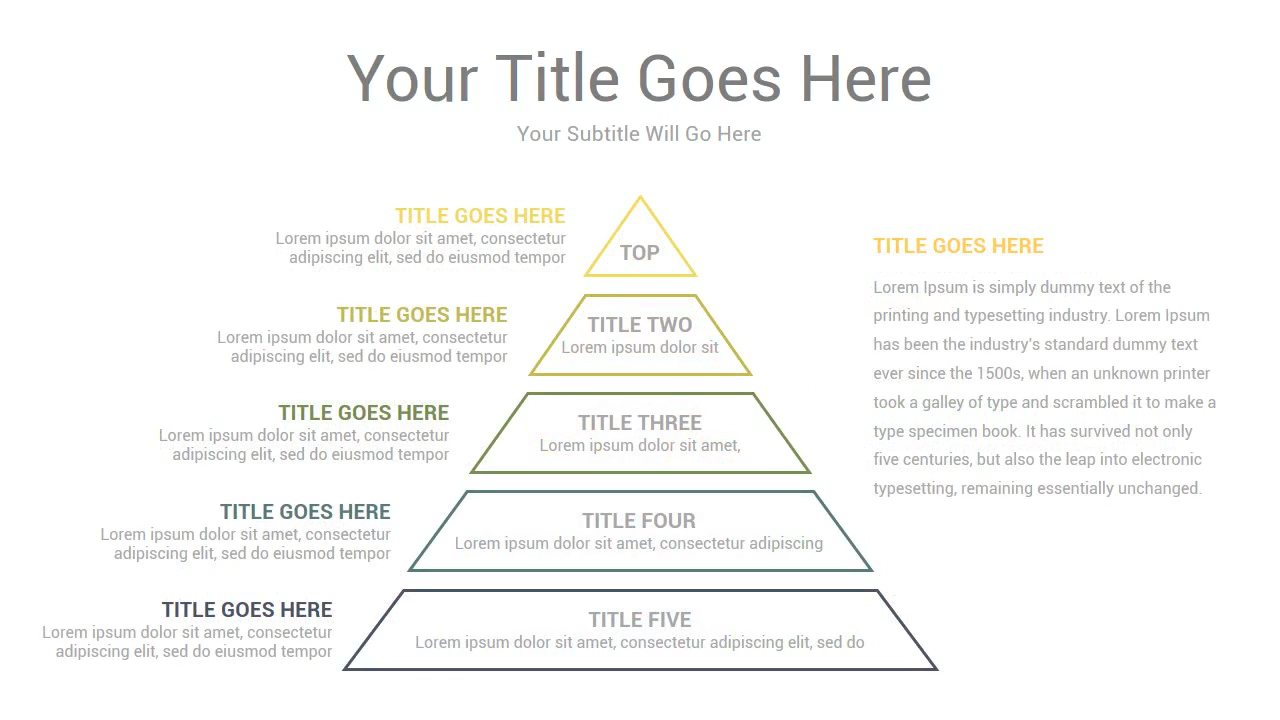 Your Title Goes Here
Your Subtitle Will Go Here
TITLE GOES HERE
Lorem ipsum dolor sit amet, consectetur
adipiscing elit, sed do eiusmod tempor
TOP
TITLE GOES HERE
Lorem ipsum dolor sit amet, consectetur
adipiscing elit, sed do eiusmod tempor
TITLE TWO
Lorem ipsum dolor sit
TITLE GOES HERE
Lorem ipsum dolor sit amet, consectetur
adipiscing elit, sed do eiusmod tempor
TITLE THREE
Lorem ipsum dolor sit amet,
TITLE GOES HERE
Lorem ipsum dolor sit amet, consectetur
adipiscing elit, sed do eiusmod tempor
TITLE FOUR
Lorem ipsum dolor sit amet, consectetur adipiscing
TITLE GOES HERE
Lorem ipsum dolor sit amet, consectetur
adipiscing elit, sed do eiusmod tempor
TITLE FIVE
Lorem ipsum dolor sit amet, consectetur adipiscing elit, sed do
TITLE GOES HERE
Lorem Ipsum is simply dummy text of the
printing and typesetting industry. Lorem Ipsum
has been the industry's standard dummy text
ever since the 1500s, when an unknown printer
took a galley of type and scrambled it to make a
type specimen book. It has survived not only
five centuries, but also the leap into electronic
typesetting, remaining essentially unchanged.